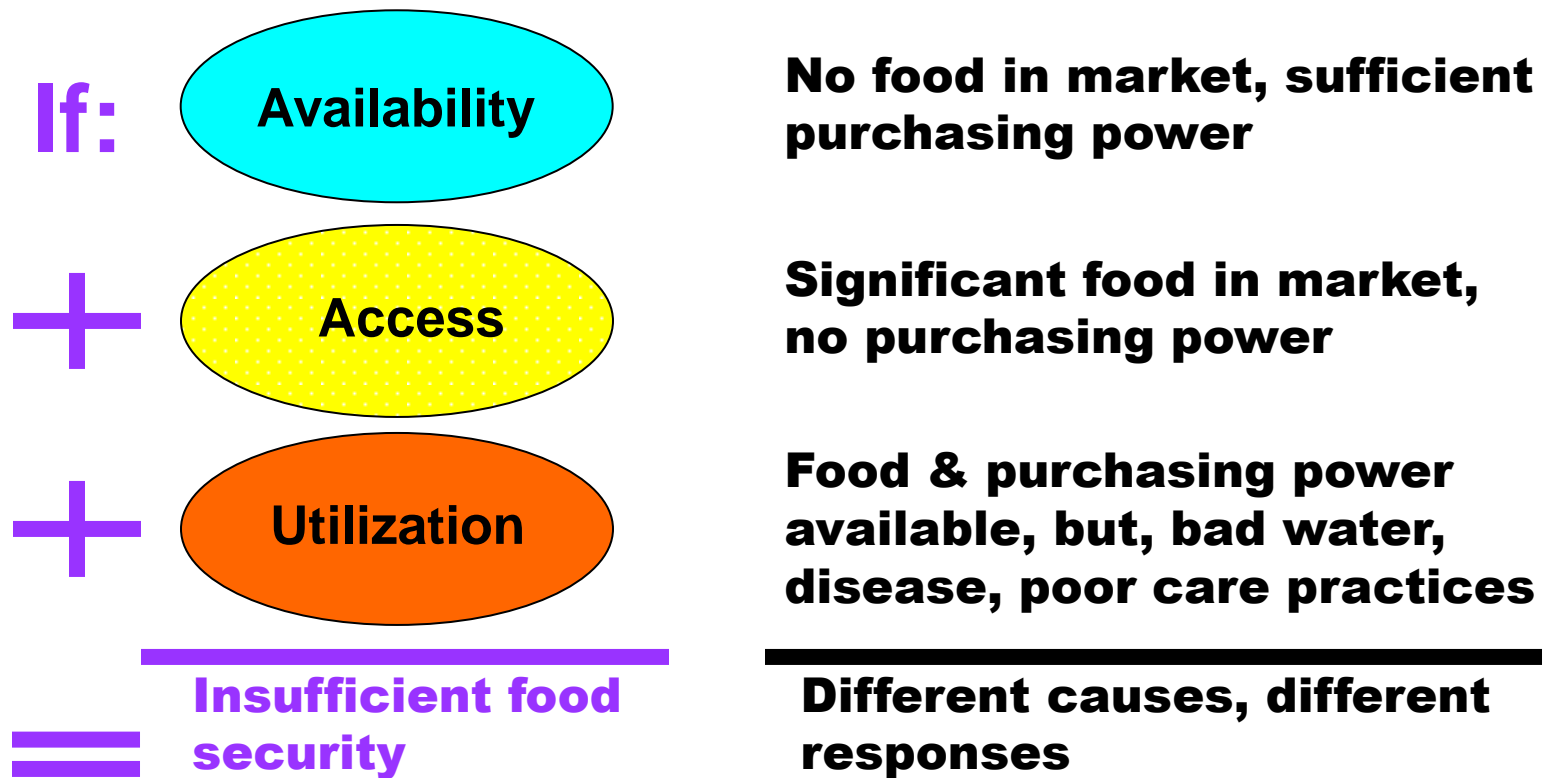 If:
Availability
No food in market, sufficient
purchasing power
+
Access
Significant food in market,
no purchasing power
+
Utilization
Food & purchasing power
available, but, bad water,
disease, poor care practices
=
Insufficient food
security
Different causes, different
responses